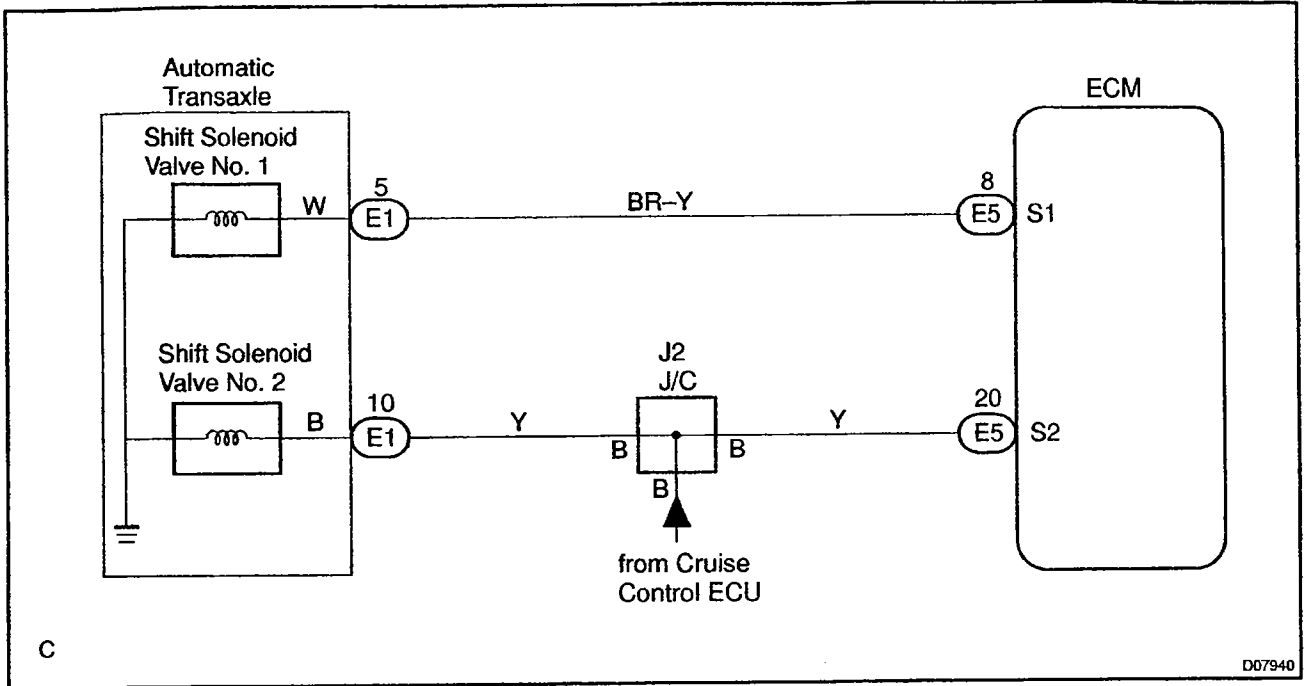 Automatic
Transaxle
ECM
Shift Solenoid
Valve No. 1
W
5
E1
BR–Y
8
E5
S1
Shift Solenoid
Valve No. 2
B
10
E1
Y
J2
J/C
B
B
B
Y
20
E5
S2
from Cruise
Control ECU
C
D07940